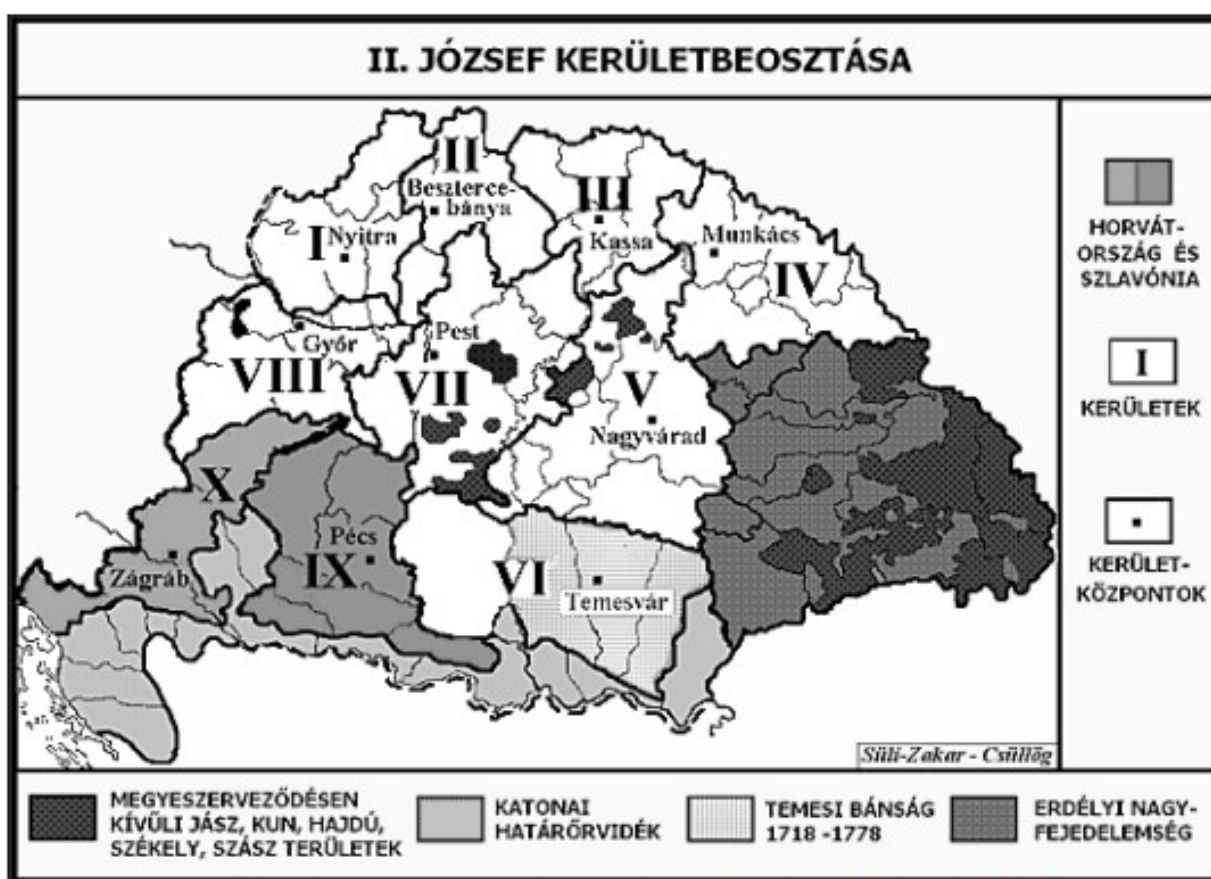 II. JÓZSEF KERÜLETBEOSZTÁSA
II
Besztercebánya
III
Kassa
I
Nyitra
Munkács
IV
Győr
VIII
Pest
VII
V
Nagyvárad
X
Zágráb
Pécs
IX
VI
Temesvár
Süli-Zakar - Csüllög
HORVÁT-
ORSZÁG ÉS
SZLAVÓNIA
I
KERÜLETEK
KERÜLET-
KÖZPONTOK
MEGYESZERVEZŐDÉSEN
KÍVÜLI JÁSZ, KUN, HAJDÚ,
SZÉKELY, SZÁSZ TERÜLETEK
KATONAI
HATÁRŐRVIDÉK
TEMESI BÁNSÁG
1718 -1778
ERDÉLYI NAGY-
FEJEDELEMSÉG